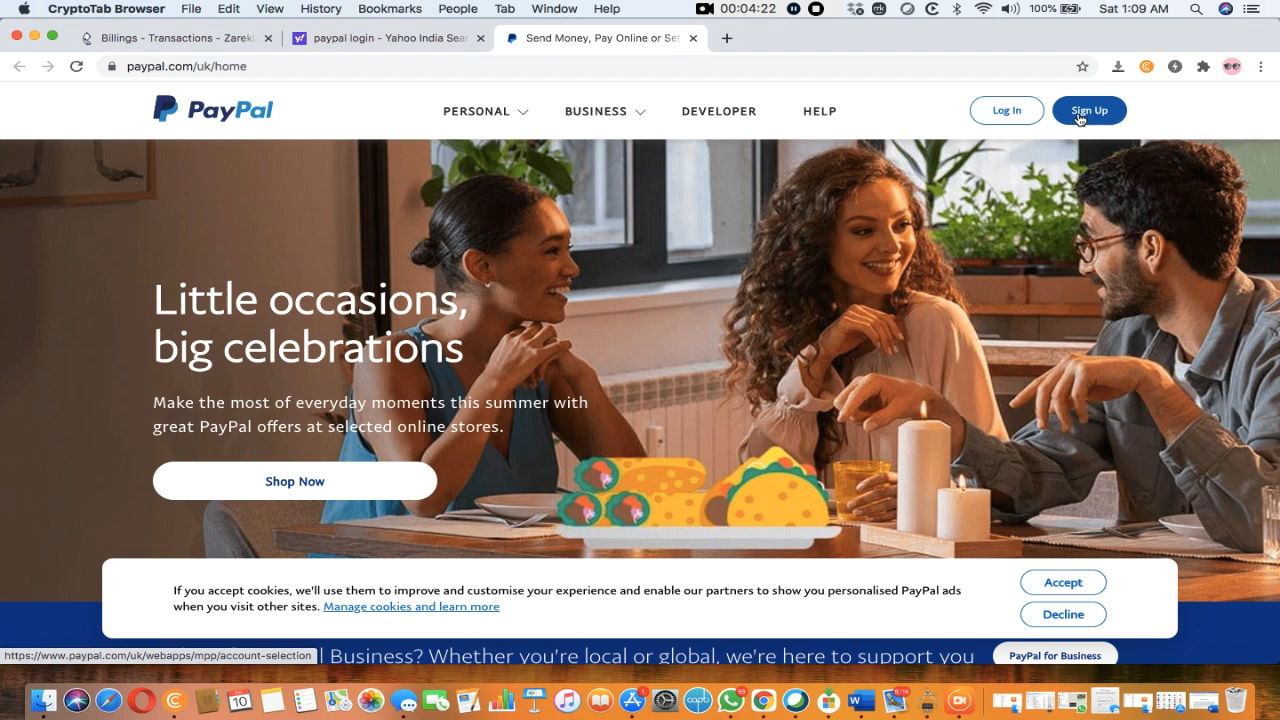 CryptoTab Browser File Edit View History Bookmarks People Tab Window Help 00:04:22 100% Sat 1:09 AM
Billings - Transactions - Zarekl
paypal login - Yahoo India Sear
Send Money, Pay Online or Set
paypal.com/uk/home
PayPal PERSONAL BUSINESS DEVELOPER HELP Log In Sign Up
Little occasions,
big celebrations
Make the most of everyday moments this summer with
great PayPal offers at selected online stores.
Shop Now
If you accept cookies, we'll use them to improve and customise your experience and enable our partners to show you personalised PayPal ads
when you visit other sites. Manage cookies and learn more
Accept
Decline
https://www.paypal.com/uk/webapps/mpp/account-selection
Business? Whether you're local or global, we're here to support you
PayPal for Business
10